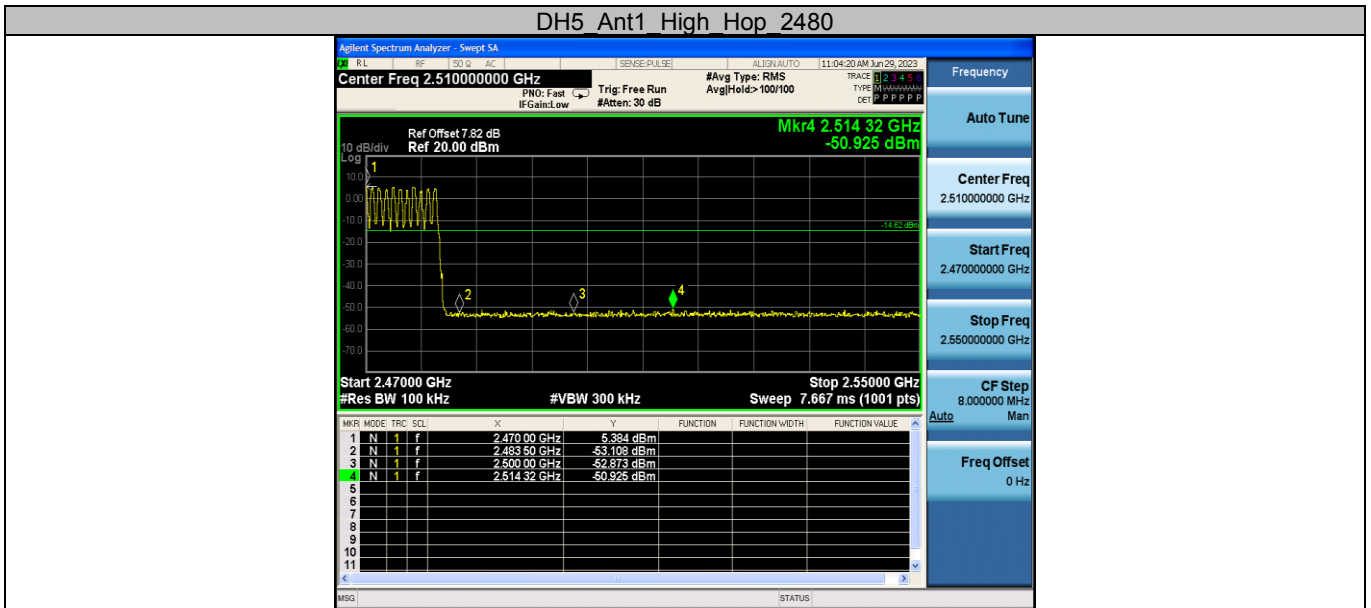 DH5_Ant1_High_Hop_2480
Agilent Spectrum Analyzer - Swept SA
LXI RL RF 50 Ω AC SENSE:PULSE ALIGN AUTO 11:04:20 AM Jun 29, 2023
Center Freq 2.510000000 GHz
PNO: Fast
IFGain:Low
Trig: Free Run
#Atten: 30 dB
#Avg Type: RMS
Avg|Hold:> 100/100
TRACE 1 2 3 4 5 6
TYPE M WWWWW
DET P P P P P P
Frequency
Auto Tune
Center Freq
2.510000000 GHz
Start Freq
2.470000000 GHz
Stop Freq
2.550000000 GHz
CF Step
8.000000 MHz
Auto Man
Freq Offset
0 Hz
Mkr4 2.514 32 GHz
-50.925 dBm
Ref Offset 7.82 dB
10 dB/div Ref 20.00 dBm
Log
1
10.0
0.00
-10.0
-14.62 dBm
-20.0
-30.0
-40.0
2 3 4
-50.0
-60.0
-70.0
Start 2.47000 GHz Stop 2.55000 GHz
#Res BW 100 kHz #VBW 300 kHz Sweep 7.667 ms (1001 pts)
MKR MODE TRC SCL X Y FUNCTION FUNCTION WIDTH FUNCTION VALUE
1 N 1 f 2.470 00 GHz 5.384 dBm
2 N 1 f 2.483 50 GHz -53.108 dBm
3 N 1 f 2.500 00 GHz -52.873 dBm
4 N 1 f 2.514 32 GHz -50.925 dBm
5
6
7
8
9
10
11
MSG STATUS